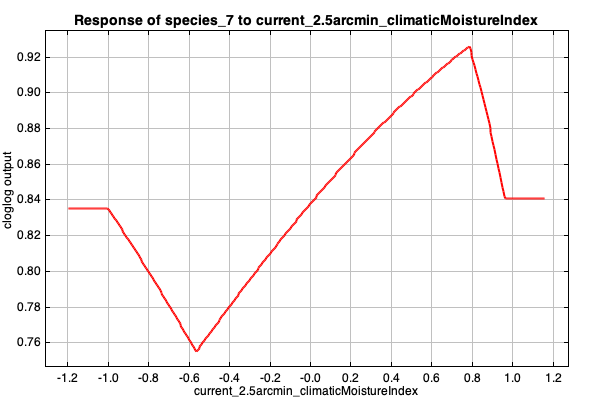 Response of species_7 to current_2.5arcmin_climaticMoistureIndex
cloglog output
0.92
0.90
0.88
0.86
0.84
0.82
0.80
0.78
0.76
-1.2 -1.0 -0.8 -0.6 -0.4 -0.2 -0.0 0.2 0.4 0.6 0.8 1.0 1.2
current_2.5arcmin_climaticMoistureIndex